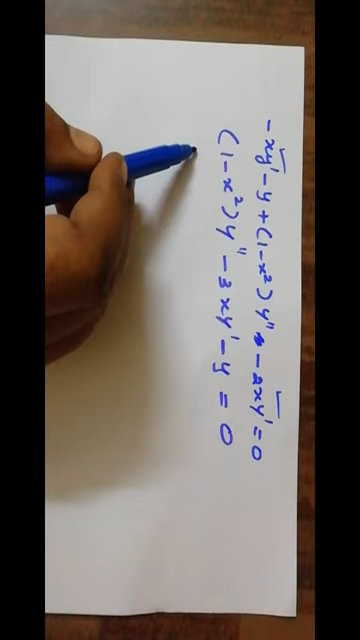 -xy' - y + (1-x²)y'' - 2xy' = 0
(1-x²)y'' - 3xy' - y = 0